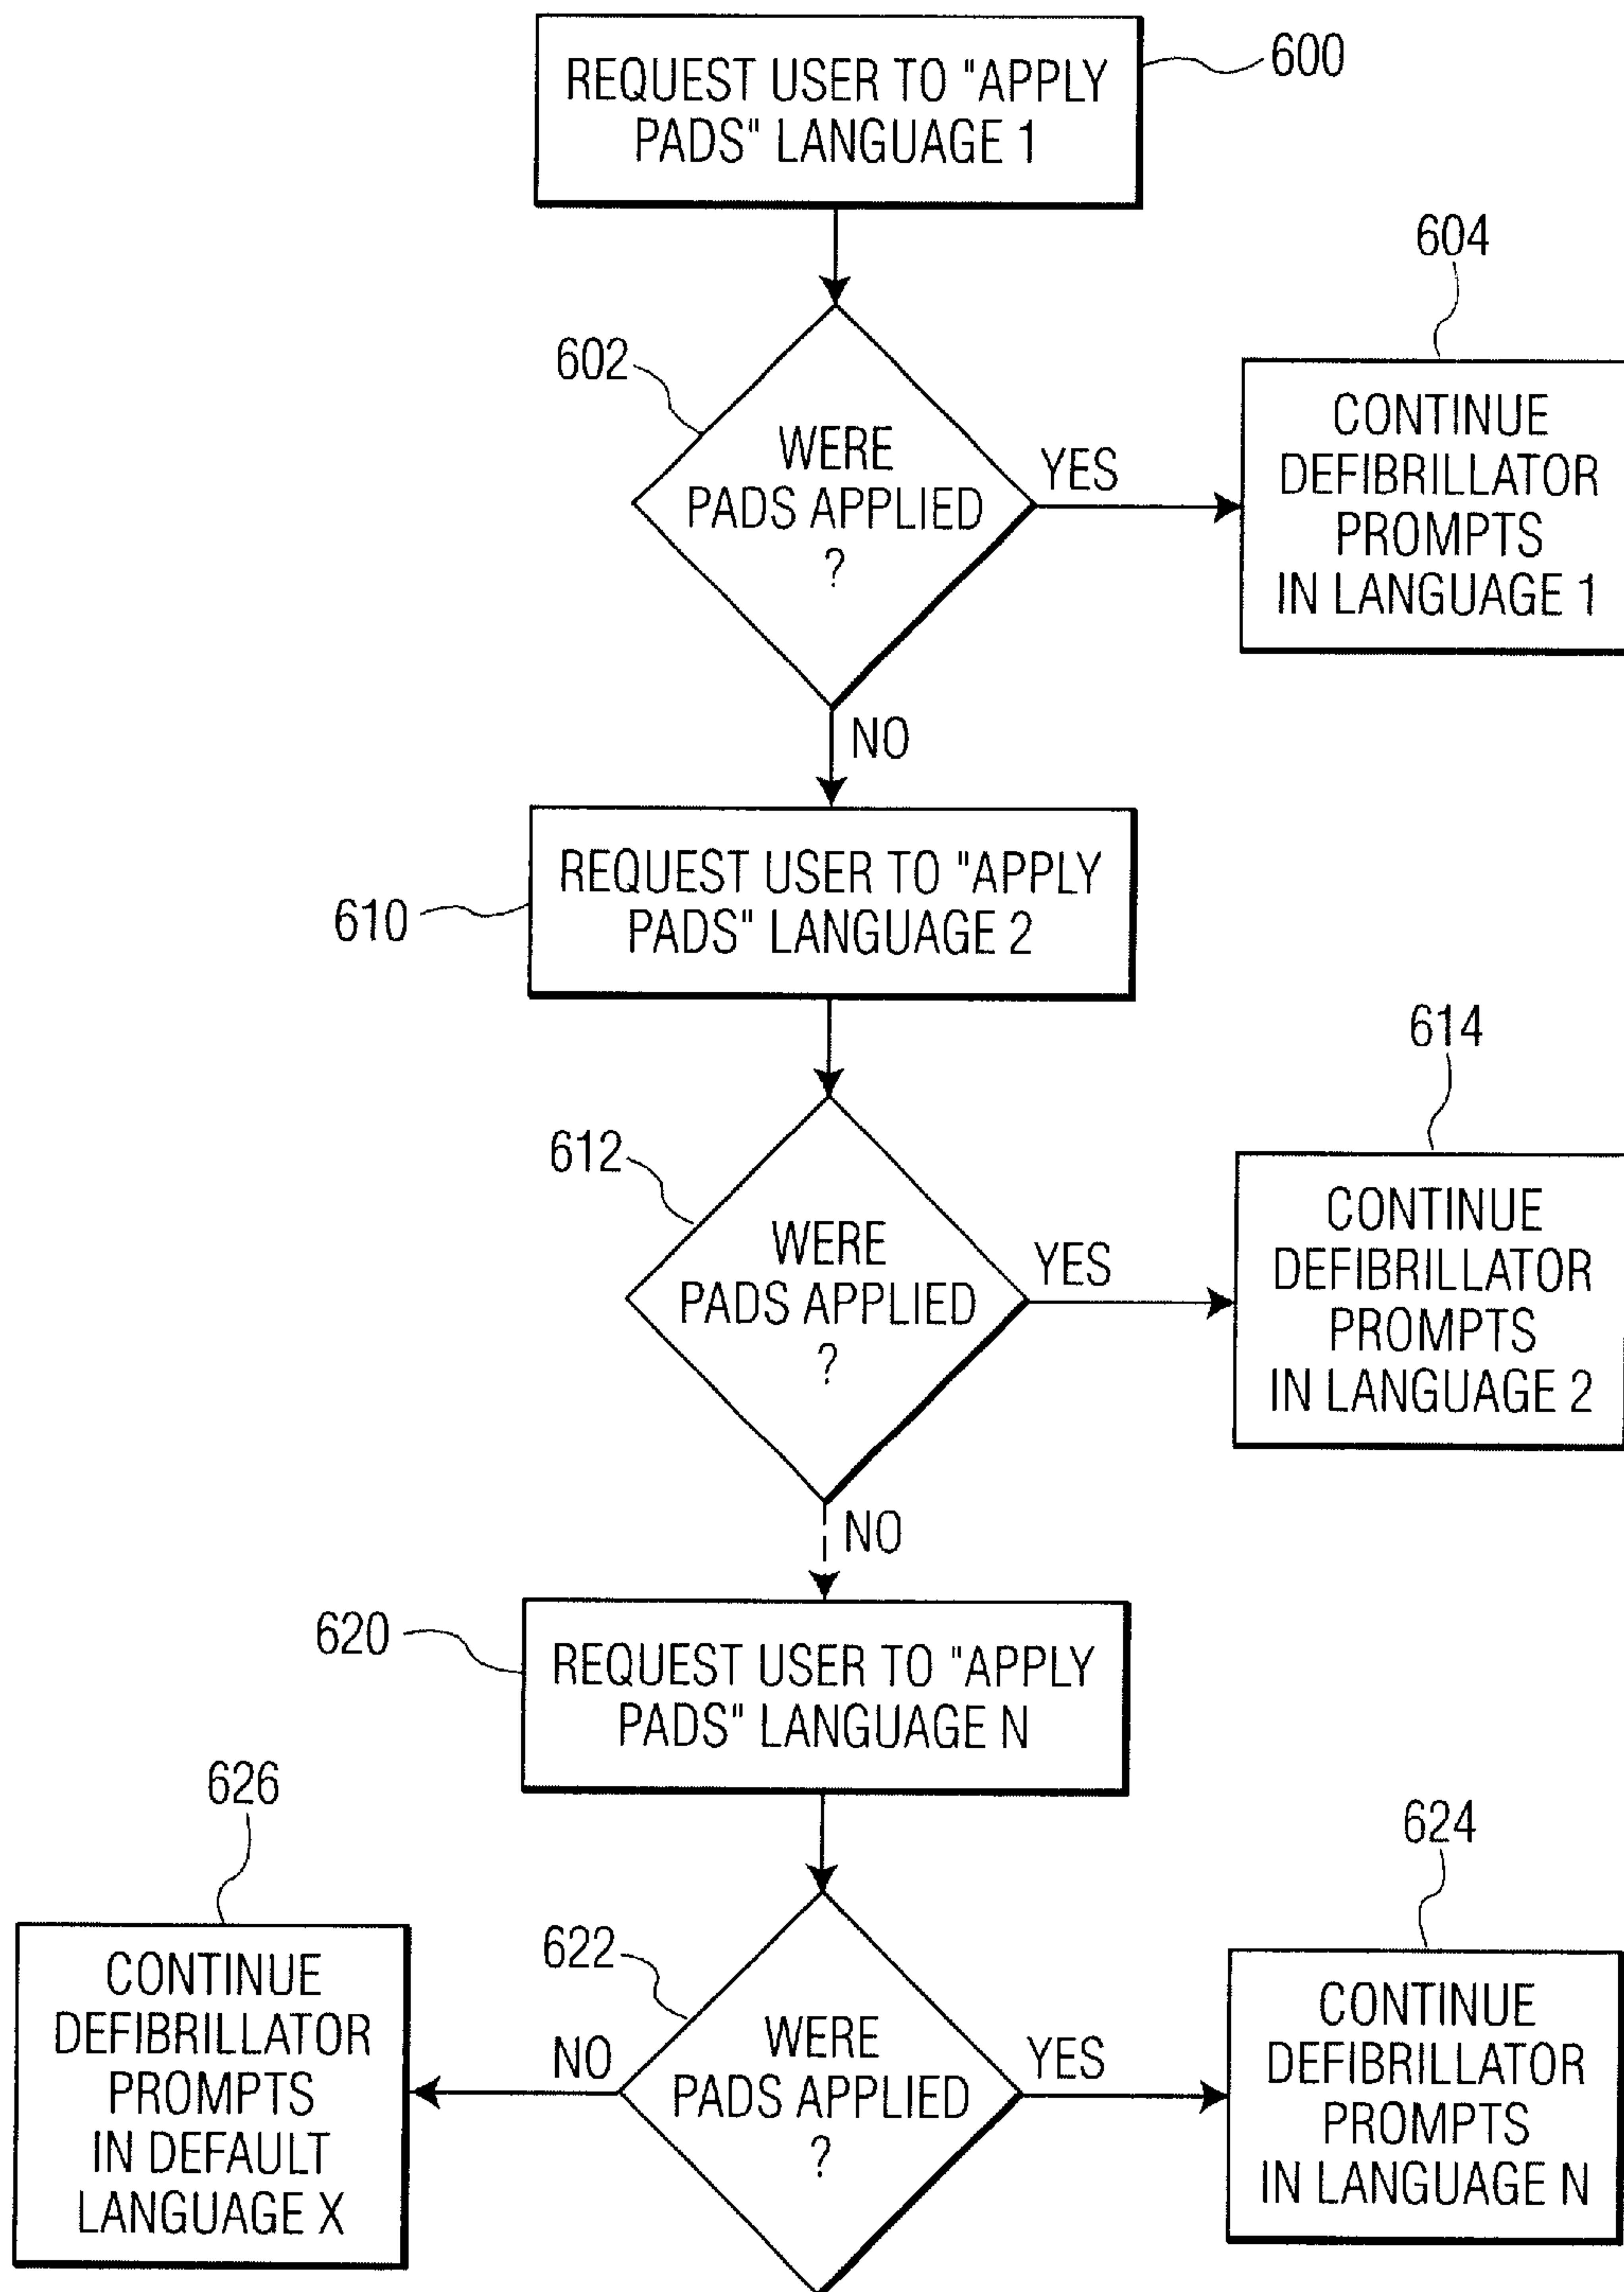 REQUEST USER TO "APPLY
PADS" LANGUAGE 1
600
604
602
WERE
PADS APPLIED
?
YES
CONTINUE
DEFIBRILLATOR
PROMPTS
IN LANGUAGE 1
NO
REQUEST USER TO "APPLY
PADS" LANGUAGE 2
610
614
612
WERE
PADS APPLIED
?
YES
CONTINUE
DEFIBRILLATOR
PROMPTS
IN LANGUAGE 2
NO
620
REQUEST USER TO "APPLY
PADS" LANGUAGE N
626
624
622
CONTINUE
DEFIBRILLATOR
PROMPTS
IN DEFAULT
LANGUAGE X
NO
WERE
PADS APPLIED
?
YES
CONTINUE
DEFIBRILLATOR
PROMPTS
IN LANGUAGE N